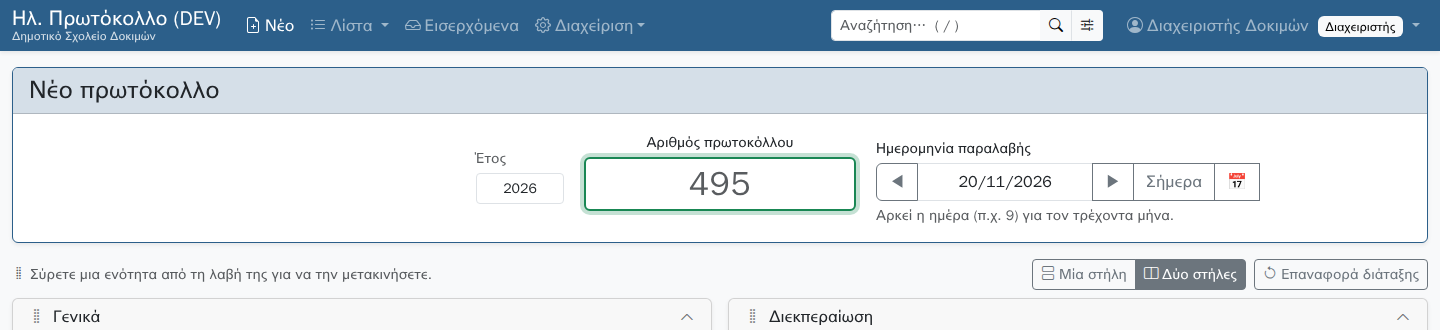 Ηλ. Πρωτόκολλο (DEV)
Δημοτικό Σχολείο Δοκιμών
Νέο
Λίστα
Εισερχόμενα
Διαχείριση
Αναζήτηση… ( / )
Διαχειριστής Δοκιμών
Διαχειριστής
Νέο πρωτόκολλο
Έτος
2026
Αριθμός πρωτοκόλλου
495
Ημερομηνία παραλαβής
20/11/2026
Σήμερα
Αρκεί η ημέρα (π.χ. 9) για τον τρέχοντα μήνα.
Σύρετε μια ενότητα από τη λαβή της για να την μετακινήσετε.
Μία στήλη
Δύο στήλες
Επαναφορά διάταξης
Γενικά
Διεκπεραίωση